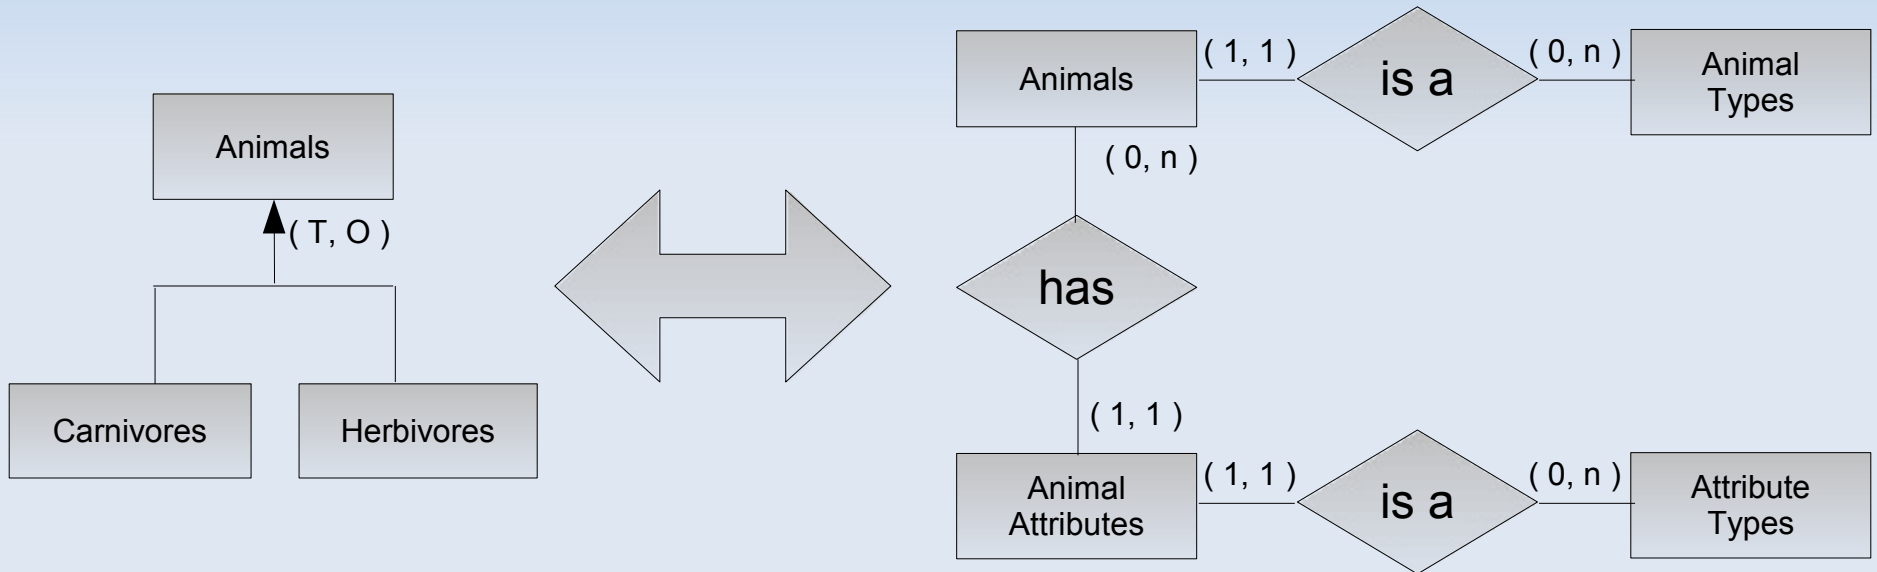 Animals
( T, O )
Carnivores
Herbivores
Animals
( 1, 1 )
is a
( 0, n )
Animal
Types
( 0, n )
has
( 1, 1 )
Animal
Attributes
( 1, 1 )
is a
( 0, n )
Attribute
Types